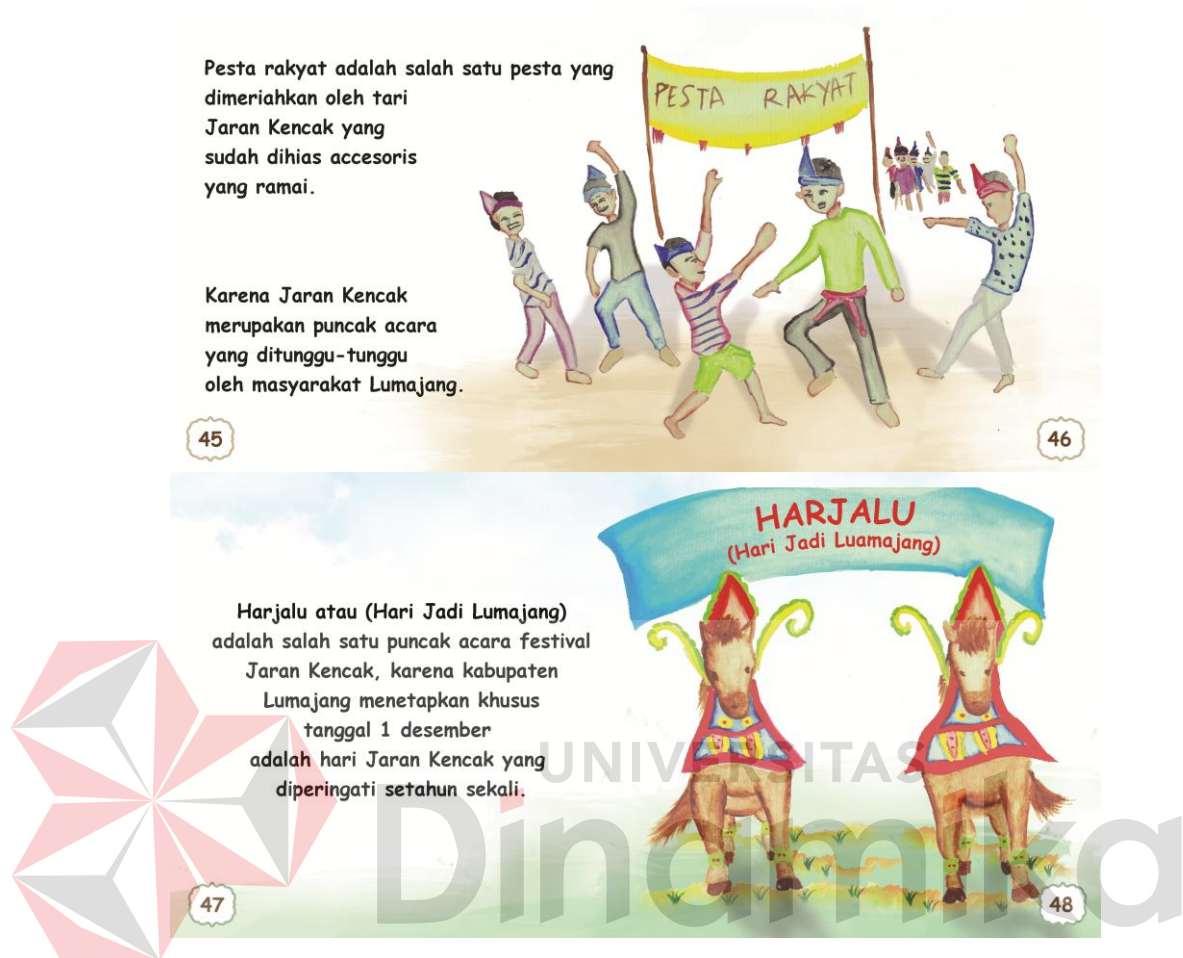 Pesta rakyat adalah salah satu pesta yang
dimeriahkan oleh tari
Jaran Kencak yang
sudah dihias accesoris
yang ramai.
Karena Jaran Kencak
merupakan puncak acara
yang ditunggu-tunggu
oleh masyarakat Lumajang.
45
PESTA RAKYAT
46
Harjalu atau (Hari Jadi Lumajang)
adalah salah satu puncak acara festival
Jaran Kencak, karena kabupaten
Lumajang menetapkan khusus
tanggal 1 desember
adalah hari Jaran Kencak yang
diperingati setahun sekali.
47
HARJALU
(Hari Jadi Luamajang)
48
UNIVERSITAS
Dinamika